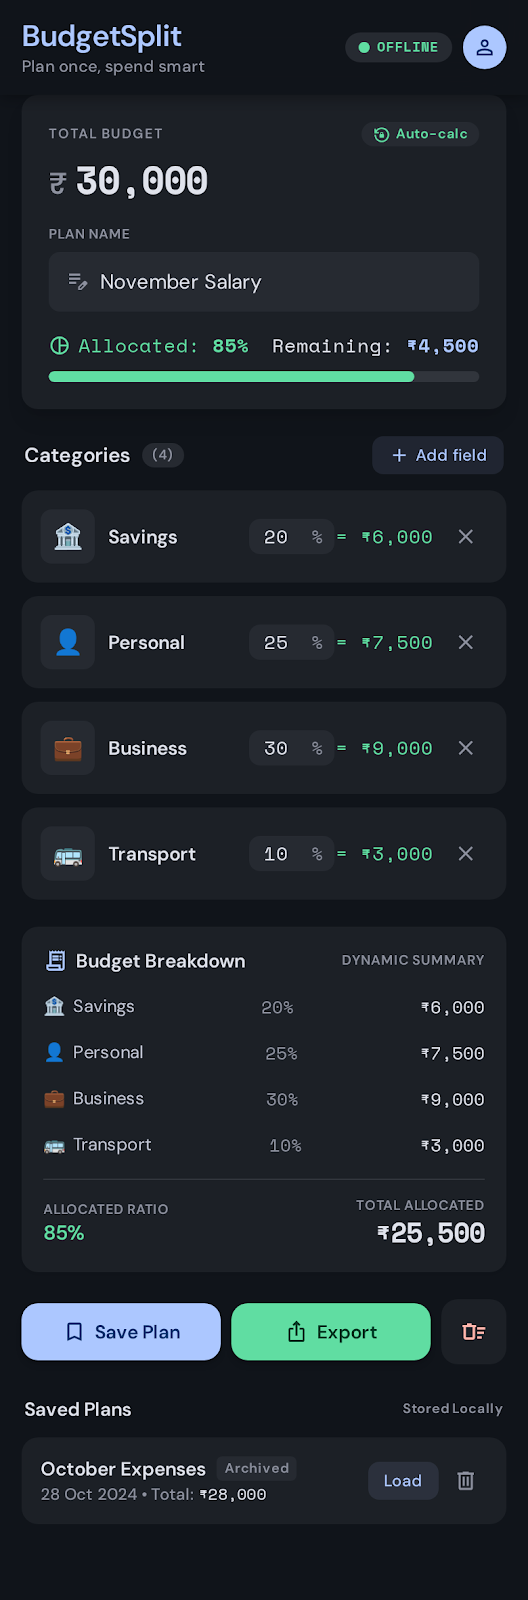 BudgetSplit
Plan once, spend smart
OFFLINE
TOTAL BUDGET
Auto-calc
₹ 30,000
PLAN NAME
November Salary
Allocated: 85% Remaining: ₹4,500
Categories (4)
+ Add field
Savings 20 % = ₹6,000
Personal 25 % = ₹7,500
Business 30 % = ₹9,000
Transport 10 % = ₹3,000
Budget Breakdown DYNAMIC SUMMARY
Savings 20% ₹6,000
Personal 25% ₹7,500
Business 30% ₹9,000
Transport 10% ₹3,000
ALLOCATED RATIO
85%
TOTAL ALLOCATED
₹25,500
Save Plan
Export
Saved Plans Stored Locally
October Expenses Archived
28 Oct 2024 • Total: ₹28,000
Load